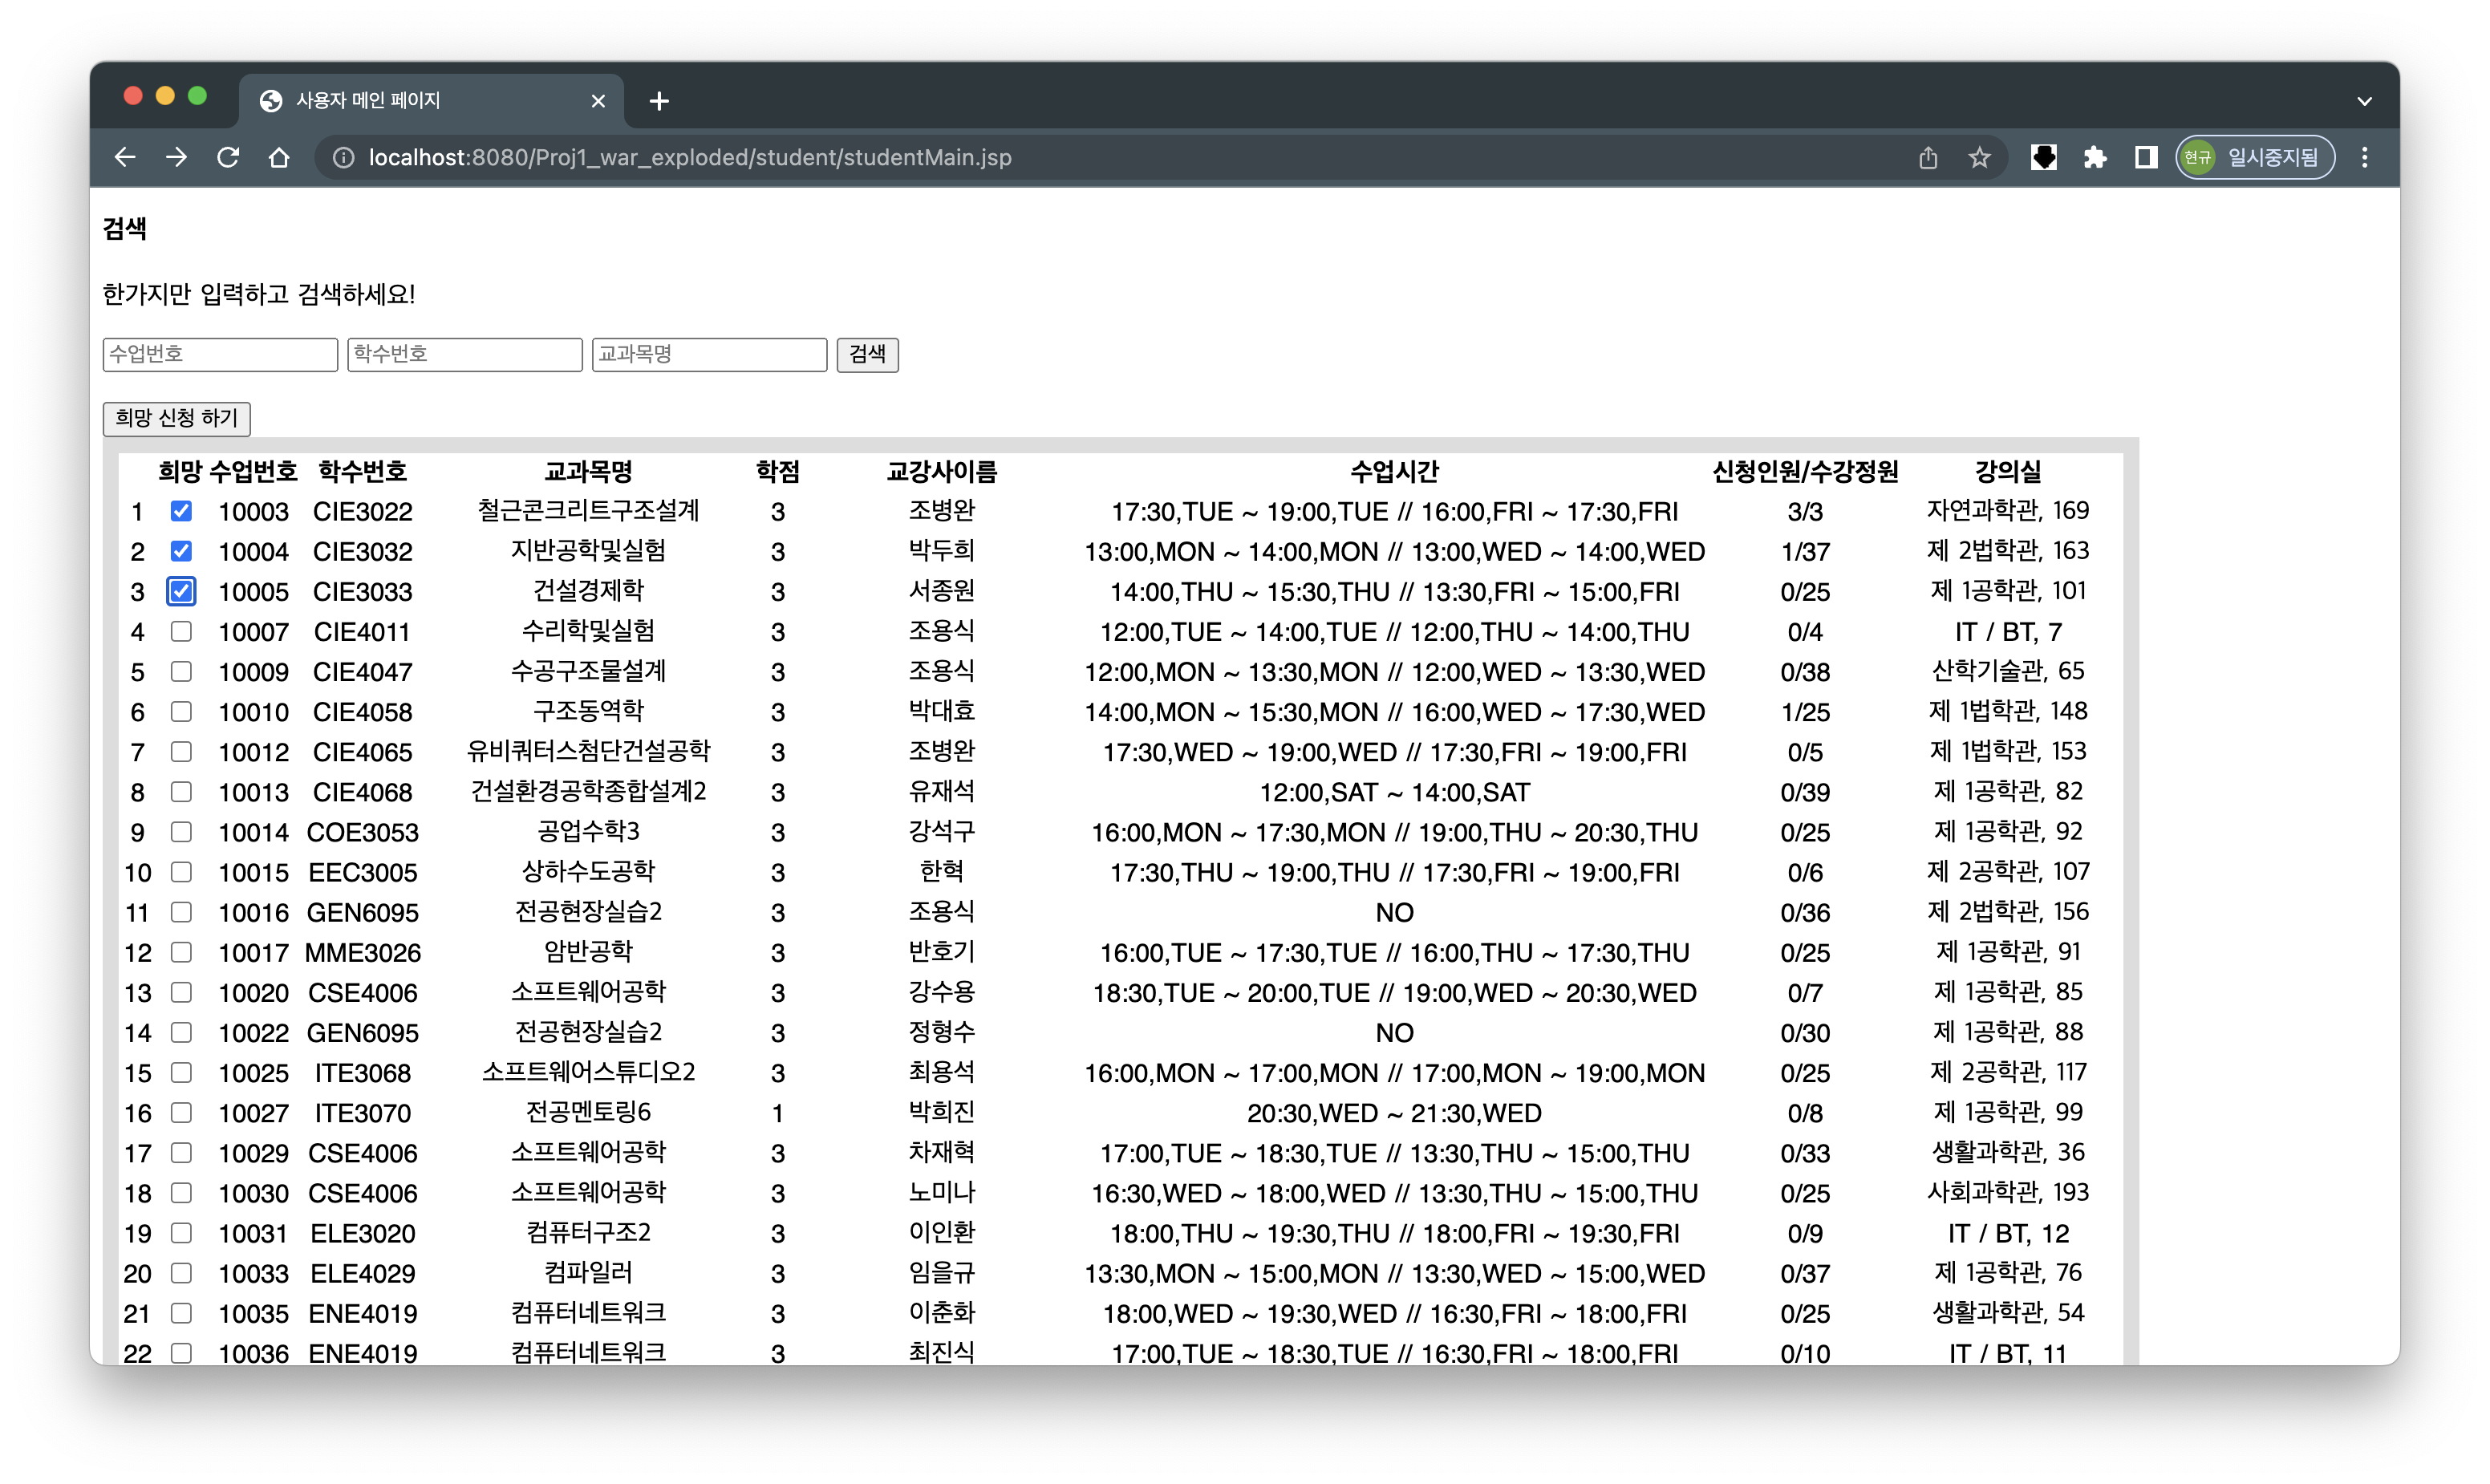 사용자 메인 페이지
localhost:8080/Proj1_war_exploded/student/studentMain.jsp
현규 일시중지됨
검색
한가지만 입력하고 검색하세요!
수업번호 학수번호 교과목명 검색
희망 신청 하기
희망 수업번호 학수번호 교과목명 학점 교강사이름 수업시간 신청인원/수강정원 강의실
1 10003 CIE3022 철근콘크리트구조설계 3 조병완 17:30,TUE ~ 19:00,TUE // 16:00,FRI ~ 17:30,FRI 3/3 자연과학관, 169
2 10004 CIE3032 지반공학및실험 3 박두희 13:00,MON ~ 14:00,MON // 13:00,WED ~ 14:00,WED 1/37 제 2법학관, 163
3 10005 CIE3033 건설경제학 3 서종원 14:00,THU ~ 15:30,THU // 13:30,FRI ~ 15:00,FRI 0/25 제 1공학관, 101
4 10007 CIE4011 수리학및실험 3 조용식 12:00,TUE ~ 14:00,TUE // 12:00,THU ~ 14:00,THU 0/4 IT / BT, 7
5 10009 CIE4047 수공구조물설계 3 조용식 12:00,MON ~ 13:30,MON // 12:00,WED ~ 13:30,WED 0/38 산학기술관, 65
6 10010 CIE4058 구조동역학 3 박대효 14:00,MON ~ 15:30,MON // 16:00,WED ~ 17:30,WED 1/25 제 1법학관, 148
7 10012 CIE4065 유비쿼터스첨단건설공학 3 조병완 17:30,WED ~ 19:00,WED // 17:30,FRI ~ 19:00,FRI 0/5 제 1법학관, 153
8 10013 CIE4068 건설환경공학종합설계2 3 유재석 12:00,SAT ~ 14:00,SAT 0/39 제 1공학관, 82
9 10014 COE3053 공업수학3 3 강석구 16:00,MON ~ 17:30,MON // 19:00,THU ~ 20:30,THU 0/25 제 1공학관, 92
10 10015 EEC3005 상하수도공학 3 한혁 17:30,THU ~ 19:00,THU // 17:30,FRI ~ 19:00,FRI 0/6 제 2공학관, 107
11 10016 GEN6095 전공현장실습2 3 조용식 NO 0/36 제 2법학관, 156
12 10017 MME3026 암반공학 3 반호기 16:00,TUE ~ 17:30,TUE // 16:00,THU ~ 17:30,THU 0/25 제 1공학관, 91
13 10020 CSE4006 소프트웨어공학 3 강수용 18:30,TUE ~ 20:00,TUE // 19:00,WED ~ 20:30,WED 0/7 제 1공학관, 85
14 10022 GEN6095 전공현장실습2 3 정형수 NO 0/30 제 1공학관, 88
15 10025 ITE3068 소프트웨어스튜디오2 3 최용석 16:00,MON ~ 17:00,MON // 17:00,MON ~ 19:00,MON 0/25 제 2공학관, 117
16 10027 ITE3070 전공멘토링6 1 박희진 20:30,WED ~ 21:30,WED 0/8 제 1공학관, 99
17 10029 CSE4006 소프트웨어공학 3 차재혁 17:00,TUE ~ 18:30,TUE // 13:30,THU ~ 15:00,THU 0/33 생활과학관, 36
18 10030 CSE4006 소프트웨어공학 3 노미나 16:30,WED ~ 18:00,WED // 13:30,THU ~ 15:00,THU 0/25 사회과학관, 193
19 10031 ELE3020 컴퓨터구조2 3 이인환 18:00,THU ~ 19:30,THU // 18:00,FRI ~ 19:30,FRI 0/9 IT / BT, 12
20 10033 ELE4029 컴파일러 3 임을규 13:30,MON ~ 15:00,MON // 13:30,WED ~ 15:00,WED 0/37 제 1공학관, 76
21 10035 ENE4019 컴퓨터네트워크 3 이춘화 18:00,WED ~ 19:30,WED // 16:30,FRI ~ 18:00,FRI 0/25 생활과학관, 54
22 10036 ENE4019 컴퓨터네트워크 3 최진식 17:00,TUE ~ 18:30,TUE // 16:30,FRI ~ 18:00,FRI 0/10 IT / BT, 11